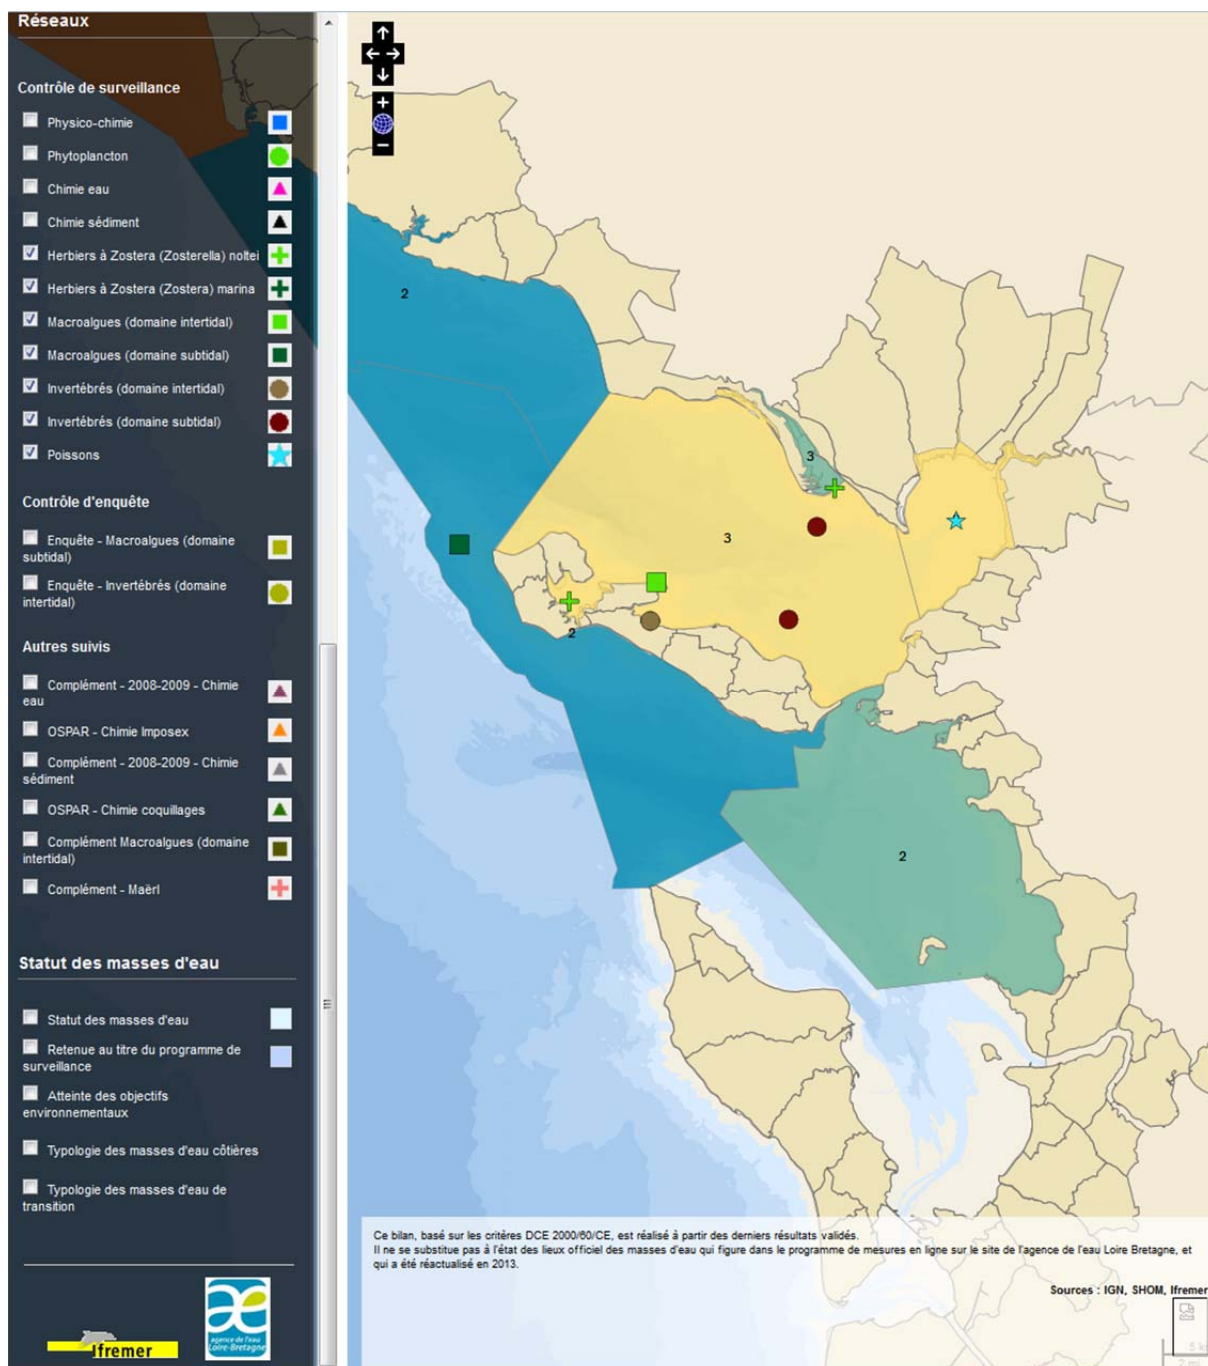 Réseaux
Contrôle de surveillance
Physico-chimie
Phytoplancton
Chimie eau
Chimie sédiment
Herbiers à Zostera (Zosterella) noltei
Herbiers à Zostera (Zostera) marina
Macroalgues (domaine intertidal)
Macroalgues (domaine subtidal)
Invertébrés (domaine intertidal)
Invertébrés (domaine subtidal)
Poissons
Contrôle d'enquête
Enquête - Macroalgues (domaine
subtidal)
Enquête - Invertébrés (domaine
intertidal)
Autres suivis
Complément - 2008-2009 - Chimie
eau
OSPAR - Chimie Imposex
Complément - 2008-2009 - Chimie
sédiment
OSPAR - Chimie coquillages
Complément Macroalgues (domaine
intertidal)
Complément - Maërl
Statut des masses d'eau
Statut des masses d'eau
Retenue au titre du programme de
surveillance
Atteinte des objectifs
environnementaux
Typologie des masses d'eau côtières
Typologie des masses d'eau de
transition
Ifremer
agence de l'eau
Loire-Bretagne
2
3
3
2
2
Ce bilan, basé sur les critères DCE 2000/60/CE, est réalisé à partir des derniers résultats validés.
Il ne se substitue pas à l'état des lieux officiel des masses d'eau qui figure dans le programme de mesures en ligne sur le site de l'agence de l'eau Loire Bretagne, et
qui a été réactualisé en 2013.
Sources : IGN, SHOM, Ifremer